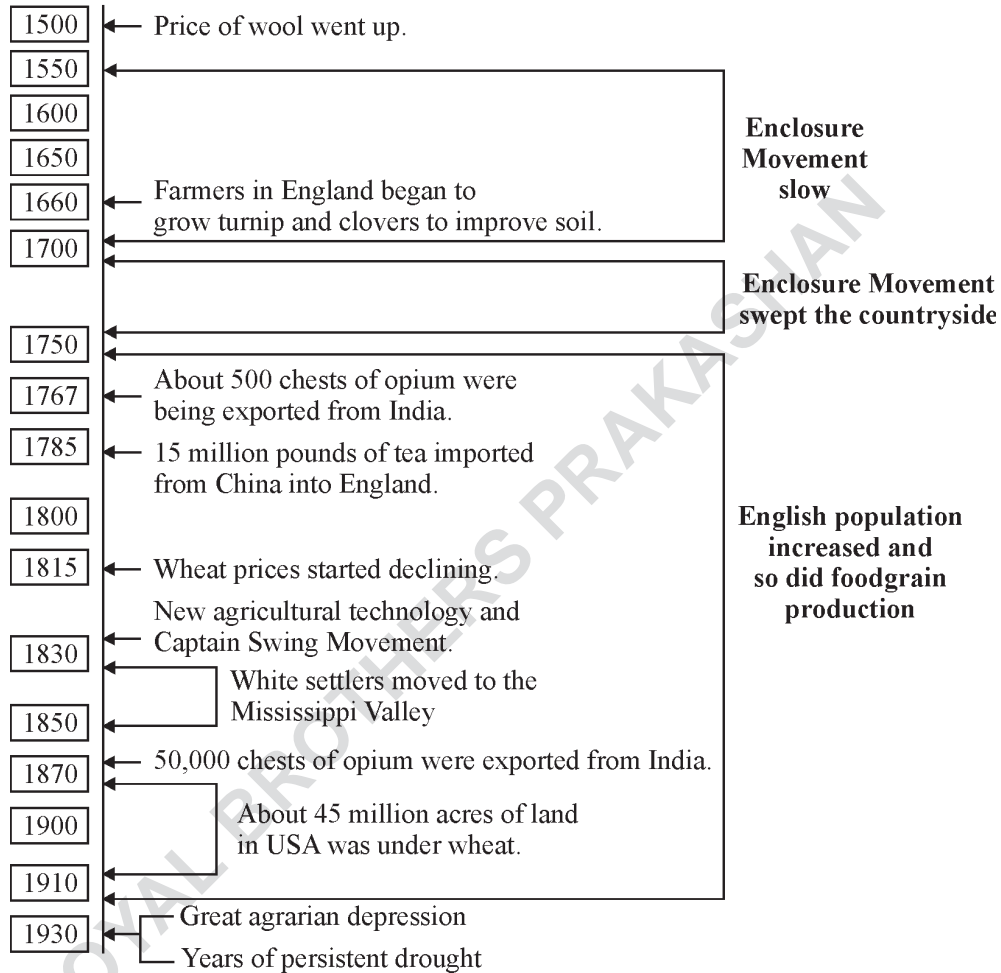 1500
Price of wool went up.
1550
1600
1650
Enclosure
Movement
slow
1660
Farmers in England began to
grow turnip and clovers to improve soil.
1700
Enclosure Movement
swept the countryside
1750
1767
About 500 chests of opium were
being exported from India.
1785
15 million pounds of tea imported
from China into England.
1800
English population
increased and
so did foodgrain
production
1815
Wheat prices started declining.
New agricultural technology and
Captain Swing Movement.
1830
White settlers moved to the
Mississippi Valley
1850
1870
50,000 chests of opium were exported from India.
1900
About 45 million acres of land
in USA was under wheat.
1910
1930
Great agrarian depression
Years of persistent drought
OYAL BROTHERS PRAKASHAN